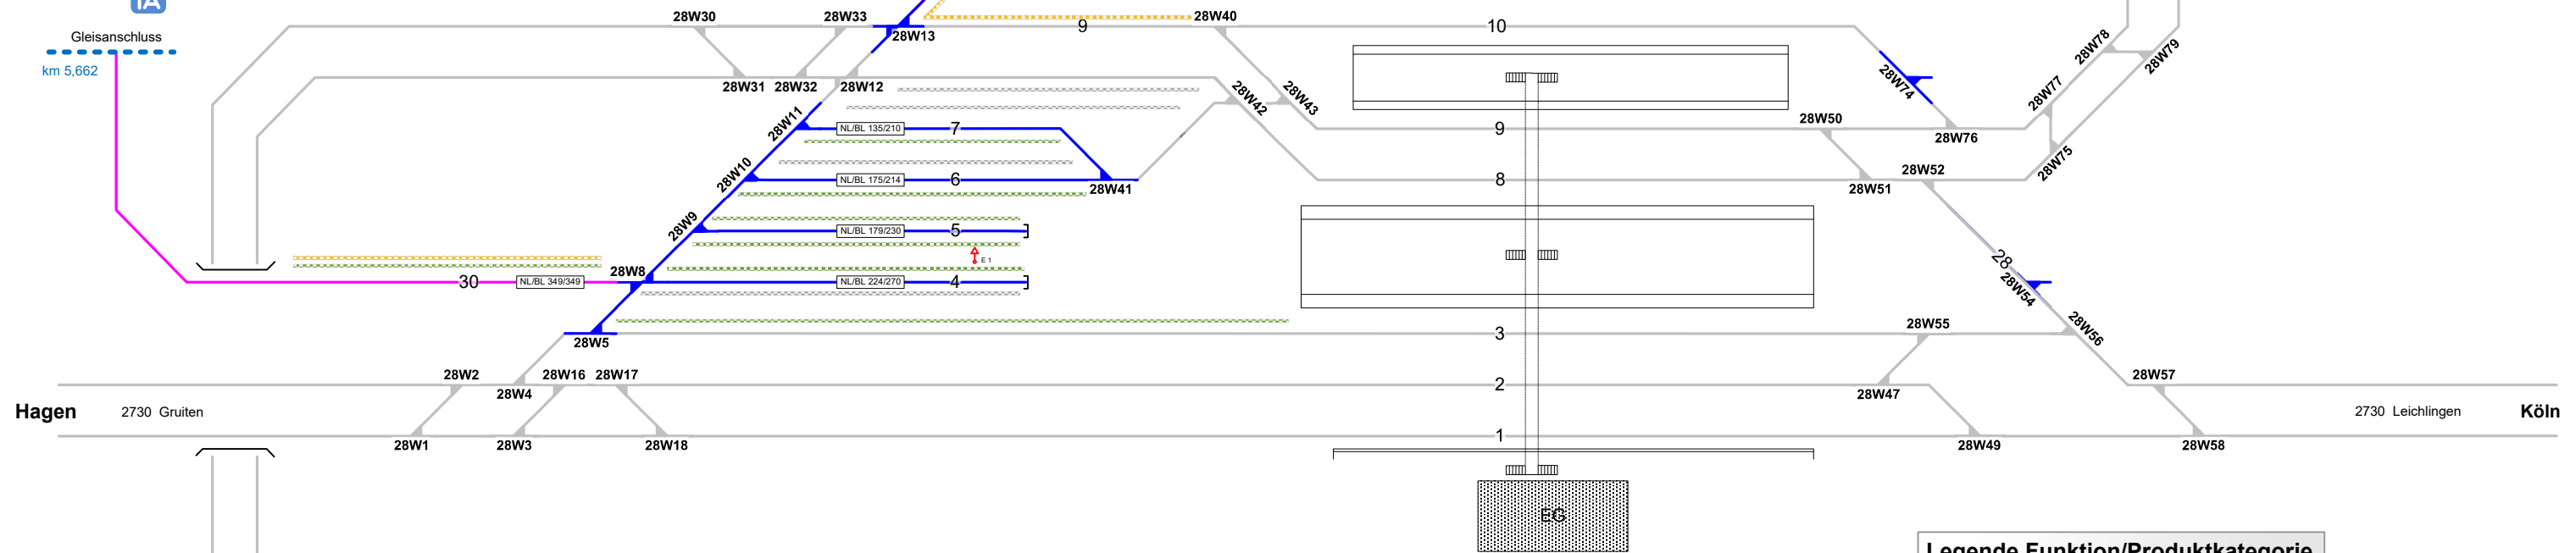 IA
28W30
28W33
28W40
9
10
28W13
Gleisanschluss
km 5,662
28W31
28W32
28W12
28W42
28W43
28W74
28W77
28W78
28W79
28W11
NL/BL 135/210
7
9
28W50
28W76
28W75
28W10
NL/BL 175/214
6
28W41
8
28W51
28W52
28W9
NL/BL 179/230
5
E 1
28
28W54
28W8
30
NL/BL 349/349
NL/BL 224/270
4
28W5
3
28W55
28W56
28W2
28W4
28W16
28W17
2
28W47
28W57
Hagen
2730 Gruiten
2730 Leichlingen
Köln
28W1
28W3
28W18
1
28W49
28W58
EG
Legende Funktion/Produktkategorie